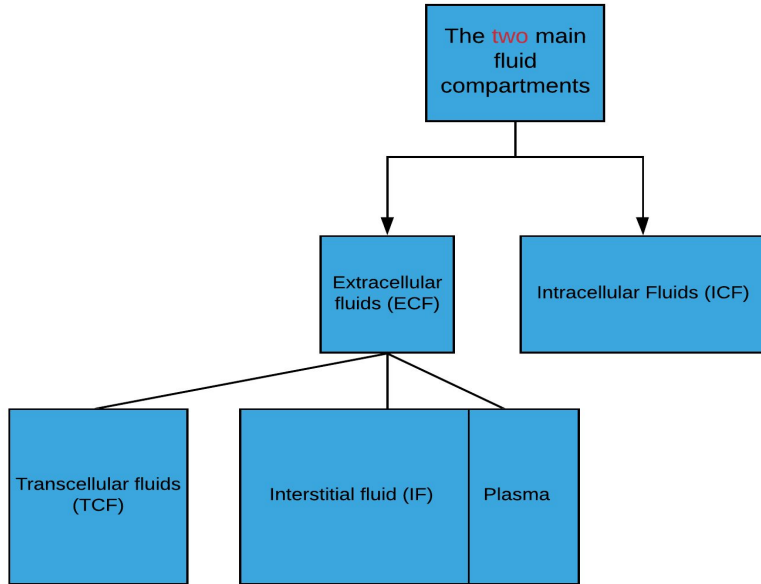 The two main
fluid
compartments
Extracellular
fluids (ECF)
Intracellular Fluids (ICF)
Transcellular fluids
(TCF)
Interstitial fluid (IF)
Plasma